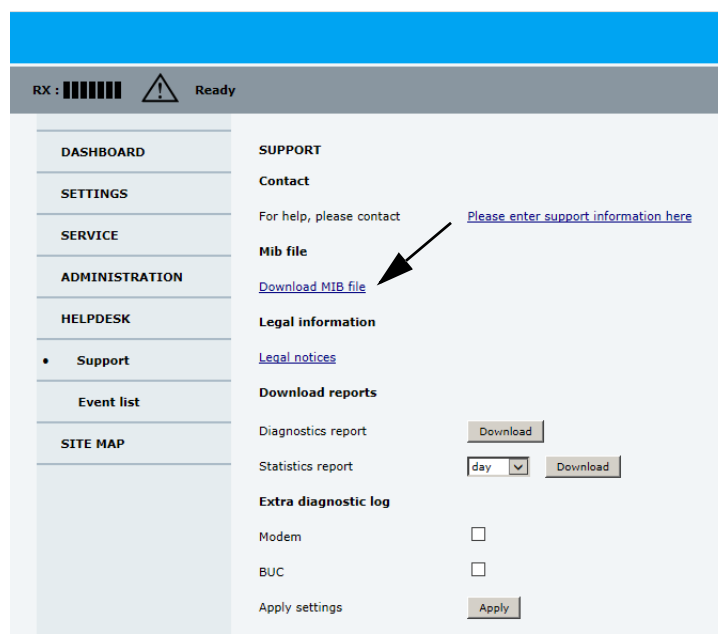 RX :
Ready
DASHBOARD
SETTINGS
SERVICE
ADMINISTRATION
HELPDESK
• Support
Event list
SITE MAP
SUPPORT
Contact
For help, please contact Please enter support information here
Mib file
Download MIB file
Legal information
Legal notices
Download reports
Diagnostics report Download
Statistics report day Download
Extra diagnostic log
Modem
BUC
Apply settings Apply